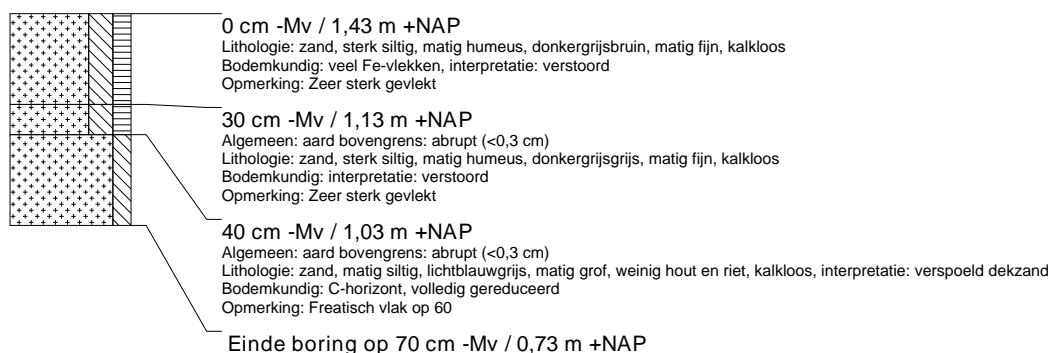 0 cm -Mv / 1,43 m +NAP
Lithologie: zand, sterk siltig, matig humeus, donkergrijsbruin, matig fijn, kalkloos
Bodemkundig: veel Fe-vlekken, interpretatie: verstoord
Opmerking: Zeer sterk gevlekt
30 cm -Mv / 1,13 m +NAP
Algemeen: aard bovengrens: abrupt (<0,3 cm)
Lithologie: zand, sterk siltig, matig humeus, donkergrijsgrijs, matig fijn, kalkloos
Bodemkundig: interpretatie: verstoord
Opmerking: Zeer sterk gevlekt
40 cm -Mv / 1,03 m +NAP
Algemeen: aard bovengrens: abrupt (<0,3 cm)
Lithologie: zand, matig siltig, lichtblauwgrijs, matig grof, weinig hout en riet, kalkloos, interpretatie: verspoeld dekzand
Bodemkundig: C-horizont, volledig gereduceerd
Opmerking: Freatisch vlak op 60
Einde boring op 70 cm -Mv / 0,73 m +NAP